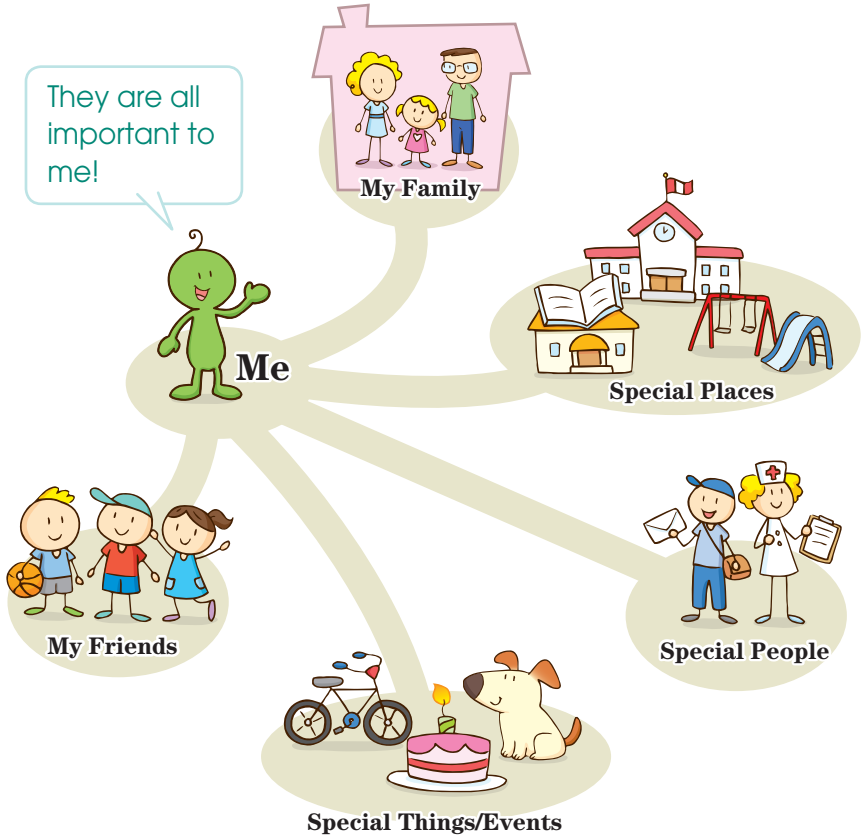 They are all
important to
me!
My Family
Me
Special Places
My Friends
Special People
Special Things/Events